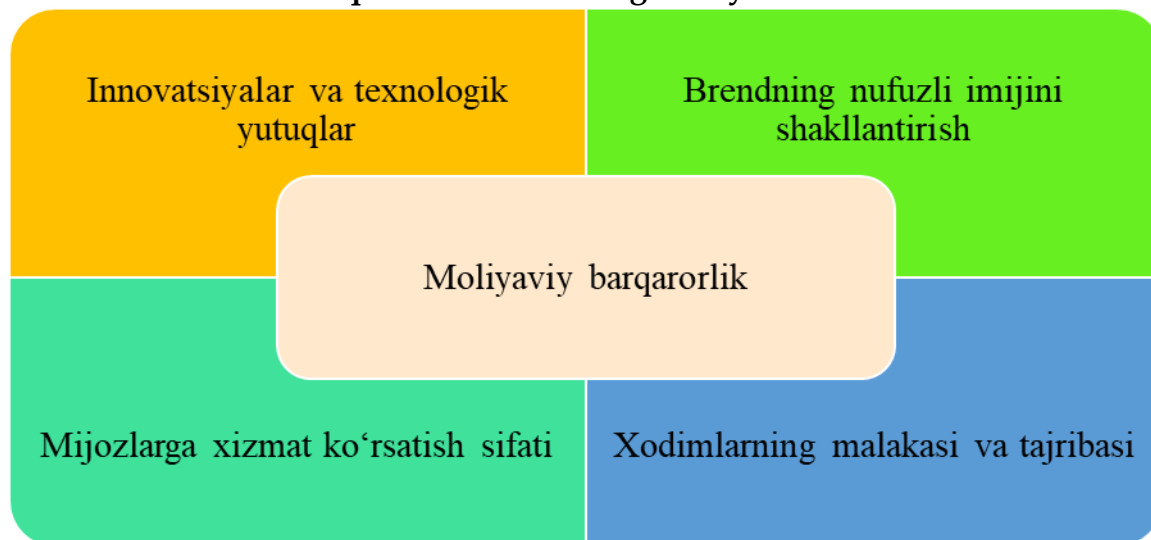 Innovatsiyalar va texnologik
yutuqlar
Brendning nufuzli imijini
shakllantirish
Moliyaviy barqarorlik
Mijozlarga xizmat ko‘rsatish sifati
Xodimlarning malakasi va tajribasi